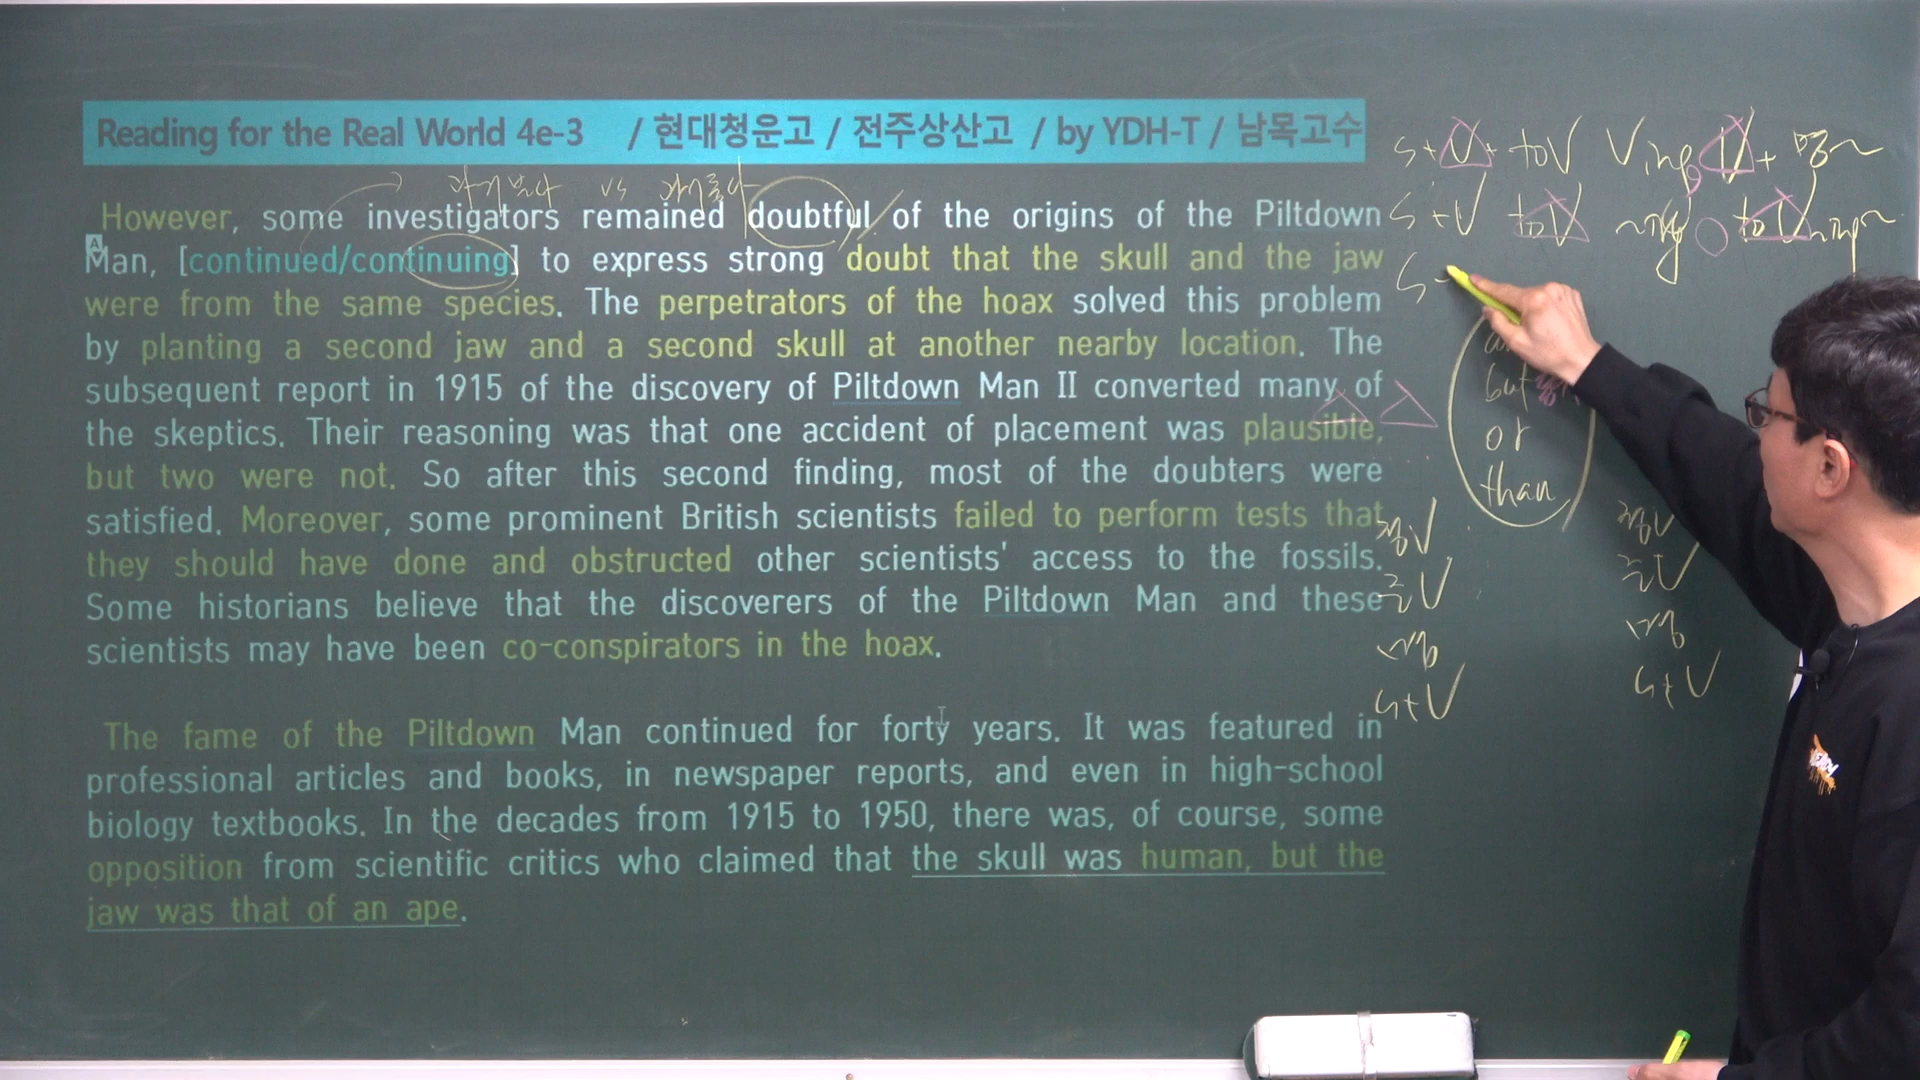 Reading for the Real World 4e-3 / 현대청운고 / 전주상산고 / by YDH-T / 남목고수
vs
However, some investigators remained doubtful of the origins of the Piltdown
A
Man, [continued/continuing] to express strong doubt that the skull and the jaw
were from the same species. The perpetrators of the hoax solved this problem
by planting a second jaw and a second skull at another nearby location. The
subsequent report in 1915 of the discovery of Piltdown Man II converted many of
the skeptics. Their reasoning was that one accident of placement was plausible,
but two were not. So after this second finding, most of the doubters were
satisfied. Moreover, some prominent British scientists failed to perform tests that
they should have done and obstructed other scientists' access to the fossils.
Some historians believe that the discoverers of the Piltdown Man and these
scientists may have been co-conspirators in the hoax.
The fame of the Piltdown Man continued for forty years. It was featured in
professional articles and books, in newspaper reports, and even in high-school
biology textbooks. In the decades from 1915 to 1950, there was, of course, some
opposition from scientific critics who claimed that the skull was human, but the
jaw was that of an ape.
S+V+ toV Ving
S+V toV
S
but
or
than
S+V
S+V